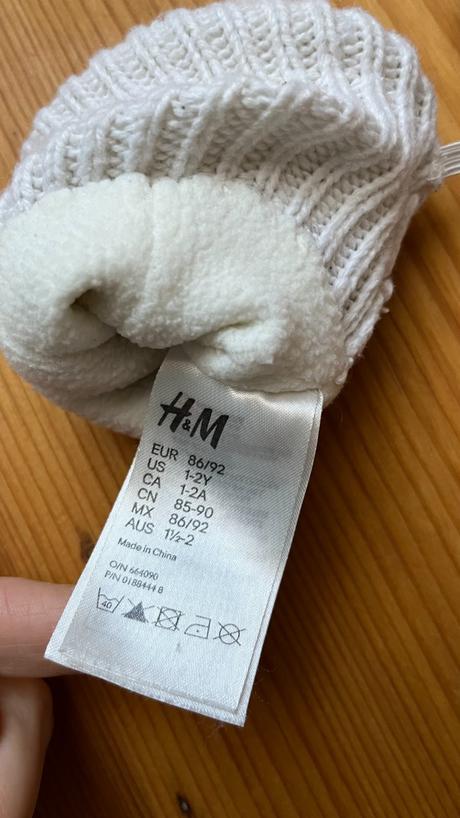 H&M
EUR 86/92
US 1-2Y
CA 1-2A
CN 85-90
MX 86/92
AUS 1½-2
Made in China
O/N 664090
P/N 0188444 8
40